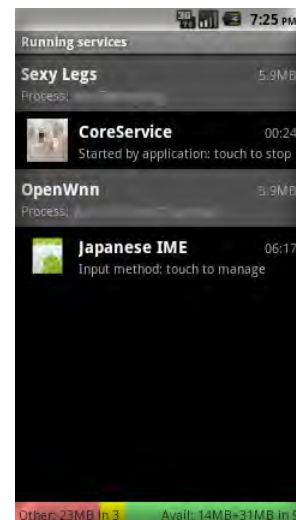 3G
7:25 PM
Running services
Sexy Legs 5.9MB
Process:
CoreService 00:24
Started by application: touch to stop
OpenWnn 5.9MB
Process:
Japanese IME 06:17
Input method: touch to manage
Other: 23MB in 3 Avail: 14MB+31MB in 9